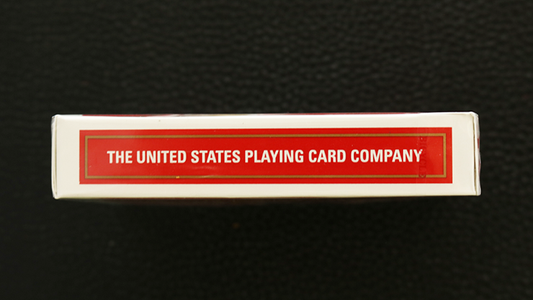 THE UNITED STATES PLAYING CARD COMPANY